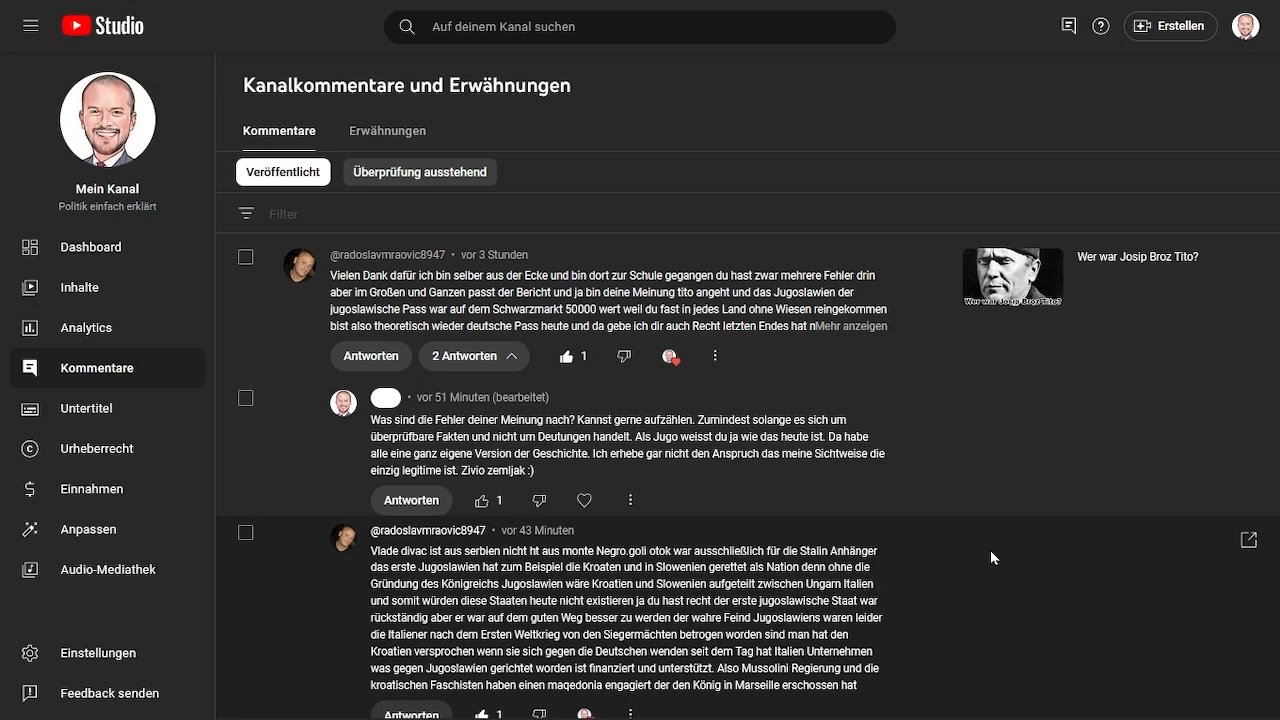 Studio
Auf deinem Kanal suchen
Erstellen
Mein Kanal
Politik einfach erklärt
Dashboard
Inhalte
Analytics
Kommentare
Untertitel
Urheberrecht
Einnahmen
Anpassen
Audio-Mediathek
Einstellungen
Feedback senden
Kanalkommentare und Erwähnungen
Kommentare Erwähnungen
Veröffentlicht Überprüfung ausstehend
Filter
@radoslavmraovic8947 • vor 3 Stunden
Vielen Dank dafür ich bin selber aus der Ecke und bin dort zur Schule gegangen du hast zwar mehrere Fehler drin
aber im Großen und Ganzen passt der Bericht und ja bin deine Meinung tito angeht und das Jugoslawien der
jugoslawische Pass war auf dem Schwarzmarkt 50000 wert weil du fast in jedes Land ohne Wiesen reingekommen
bist also theoretisch wieder deutsche Pass heute und da gebe ich dir auch Recht letzten Endes hat n Mehr anzeigen
Antworten 2 Antworten 1
Wer war Josip Broz Tito?
Wer war Josip Broz Tito?
• vor 51 Minuten (bearbeitet)
Was sind die Fehler deiner Meinung nach? Kannst gerne aufzählen. Zumindest solange es sich um
überprüfbare Fakten und nicht um Deutungen handelt. Als Jugo weisst du ja wie das heute ist. Da habe
alle eine ganz eigene Version der Geschichte. Ich erhebe gar nicht den Anspruch das meine Sichtweise die
einzig legitime ist. Zivio zemljak :)
Antworten 1
@radoslavmraovic8947 • vor 43 Minuten
Vlade divac ist aus serbien nicht ht aus monte Negro.goli otok war ausschließlich für die Stalin Anhänger
das erste Jugoslawien hat zum Beispiel die Kroaten und in Slowenien gerettet als Nation denn ohne die
Gründung des Königreichs Jugoslawien wäre Kroatien und Slowenien aufgeteilt zwischen Ungarn Italien
und somit würden diese Staaten heute nicht existieren ja du hast recht der erste jugoslawische Staat war
rückständig aber er war auf dem guten Weg besser zu werden der wahre Feind Jugoslawiens waren leider
die Italiener nach dem Ersten Weltkrieg von den Siegermächten betrogen worden sind man hat den
Kroatien versprochen wenn sie sich gegen die Deutschen wenden seit dem Tag hat Italien Unternehmen
was gegen Jugoslawien gerichtet worden ist finanziert und unterstützt. Also Mussolini Regierung und die
kroatischen Faschisten haben einen maqedonia engagiert der den König in Marseille erschossen hat
Antworten 1